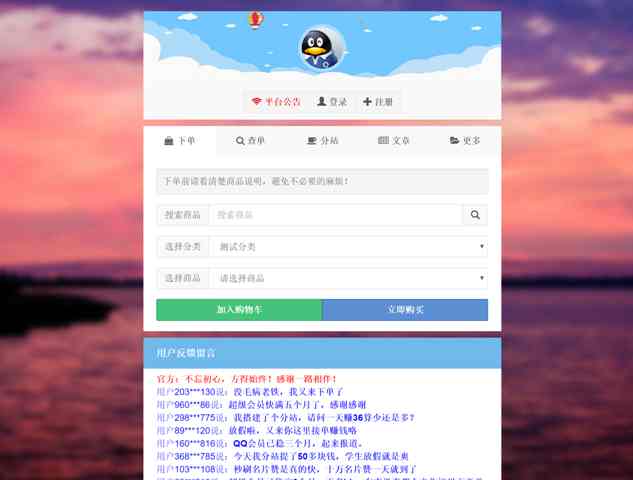 平台公告 登录 注册
下单 查单 分站 文章 更多
下单前请看清楚商品说明，避免不必要的麻烦！
搜索商品 搜索商品
选择分类 测试分类
选择商品 请选择商品
加入购物车 立即购买
用户反馈留言
官方：不忘初心，方得始终！感谢一路相伴！
用户203***130说：没毛病老铁，我又来下单了
用户960***86说：超级会员快满五个月了，感谢感谢
用户298***775说：我搭建了个分站，请问一天赚36算少还是多？
用户89***120说：放假啦，又来你这里接单赚钱咯
用户160***816说：QQ会员已稳三个月，起来报道。
用户368***785说：今天我分站提了50多块钱，学生放假就是爽
用户103***108说：秒刷名片赞是真的快，十万名片赞一天就到了